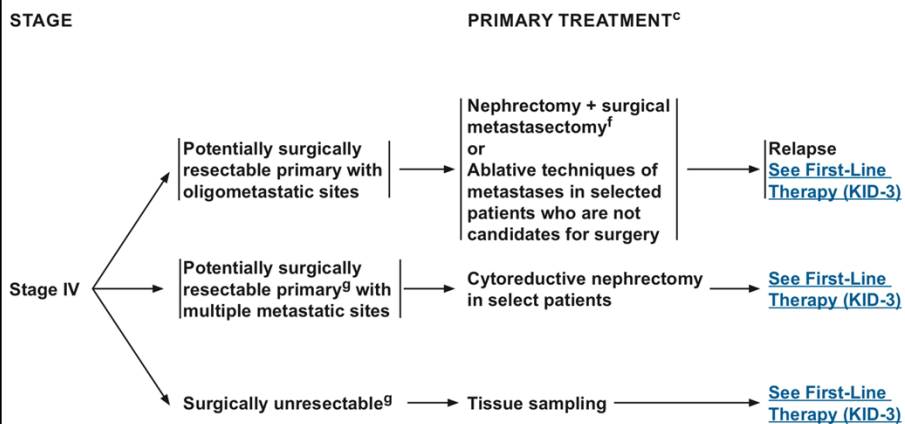 STAGE
PRIMARY TREATMENTc
Potentially surgically
resectable primary with
oligometastatic sites
Nephrectomy + surgical
metastasectomyf
or
Ablative techniques of
metastases in selected
patients who are not
candidates for surgery
Relapse
See First-Line
Therapy (KID-3)
Stage IV
Potentially surgically
resectable primaryg with
multiple metastatic sites
Cytoreductive nephrectomy
in select patients
See First-Line
Therapy (KID-3)
Surgically unresectableg
Tissue sampling
See First-Line
Therapy (KID-3)